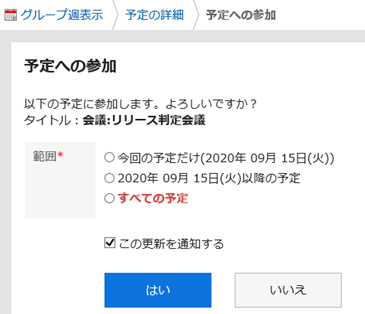 グループ週表示 予定の詳細 予定への参加
予定への参加
以下の予定に参加します。よろしいですか？
タイトル：会議:リリース判定会議
範囲*
今回の予定だけ(2020年 09月 15日(火))
2020年 09月 15日(火)以降の予定
すべての予定
この更新を通知する
はい いいえ